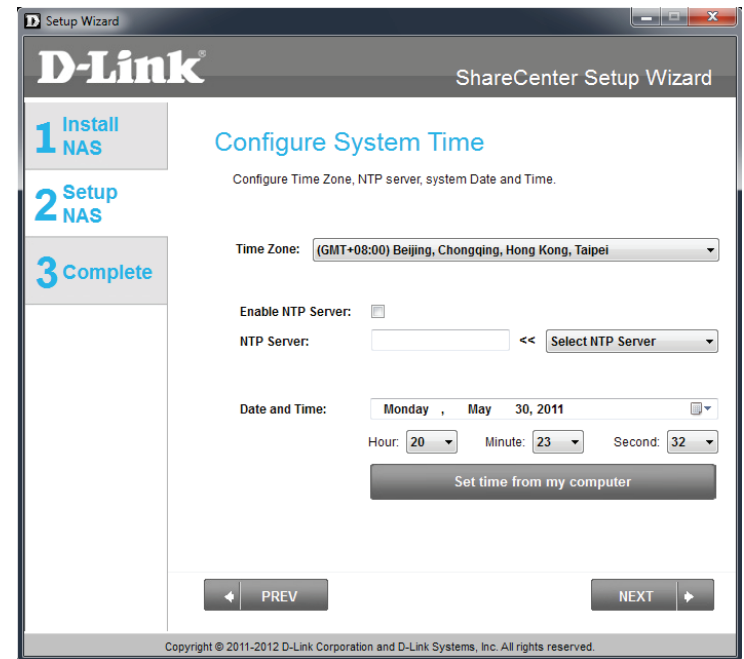 Setup Wizard
D-Link®
ShareCenter Setup Wizard
1 Install
NAS
2 Setup
NAS
3 Complete
Configure System Time
Configure Time Zone, NTP server, system Date and Time.
Time Zone: (GMT+08:00) Beijing, Chongqing, Hong Kong, Taipei
Enable NTP Server:
NTP Server: << Select NTP Server
Date and Time: Monday , May 30, 2011
Hour: 20 Minute: 23 Second: 32
Set time from my computer
PREV NEXT
Copyright © 2011-2012 D-Link Corporation and D-Link Systems, Inc. All rights reserved.